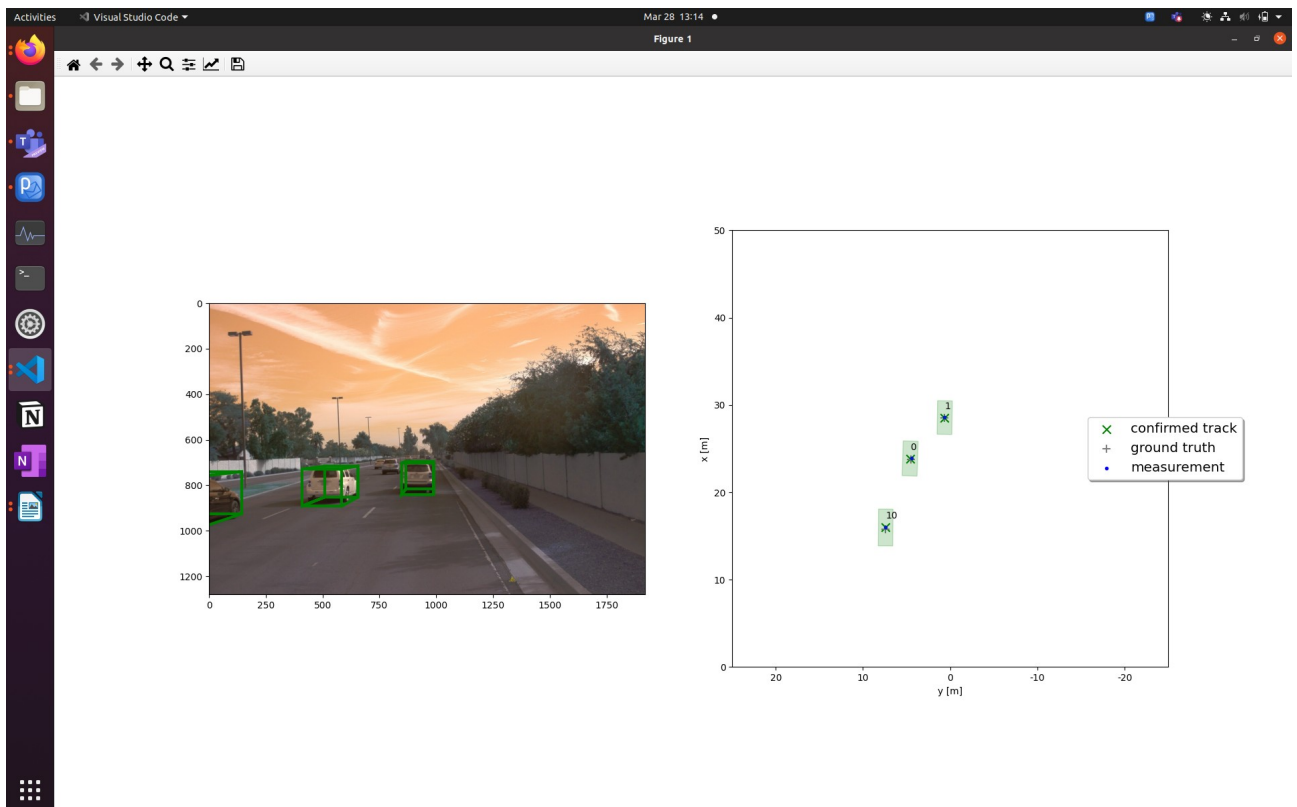 Activities Visual Studio Code Mar 28 13:14
Figure 1
0
200
400
600
800
1000
1200
0 250 500 750 1000 1250 1500 1750
50
40
30
20
10
0
x [m]
20 10 0 -10 -20
y [m]
1
0
10
confirmed track
ground truth
measurement